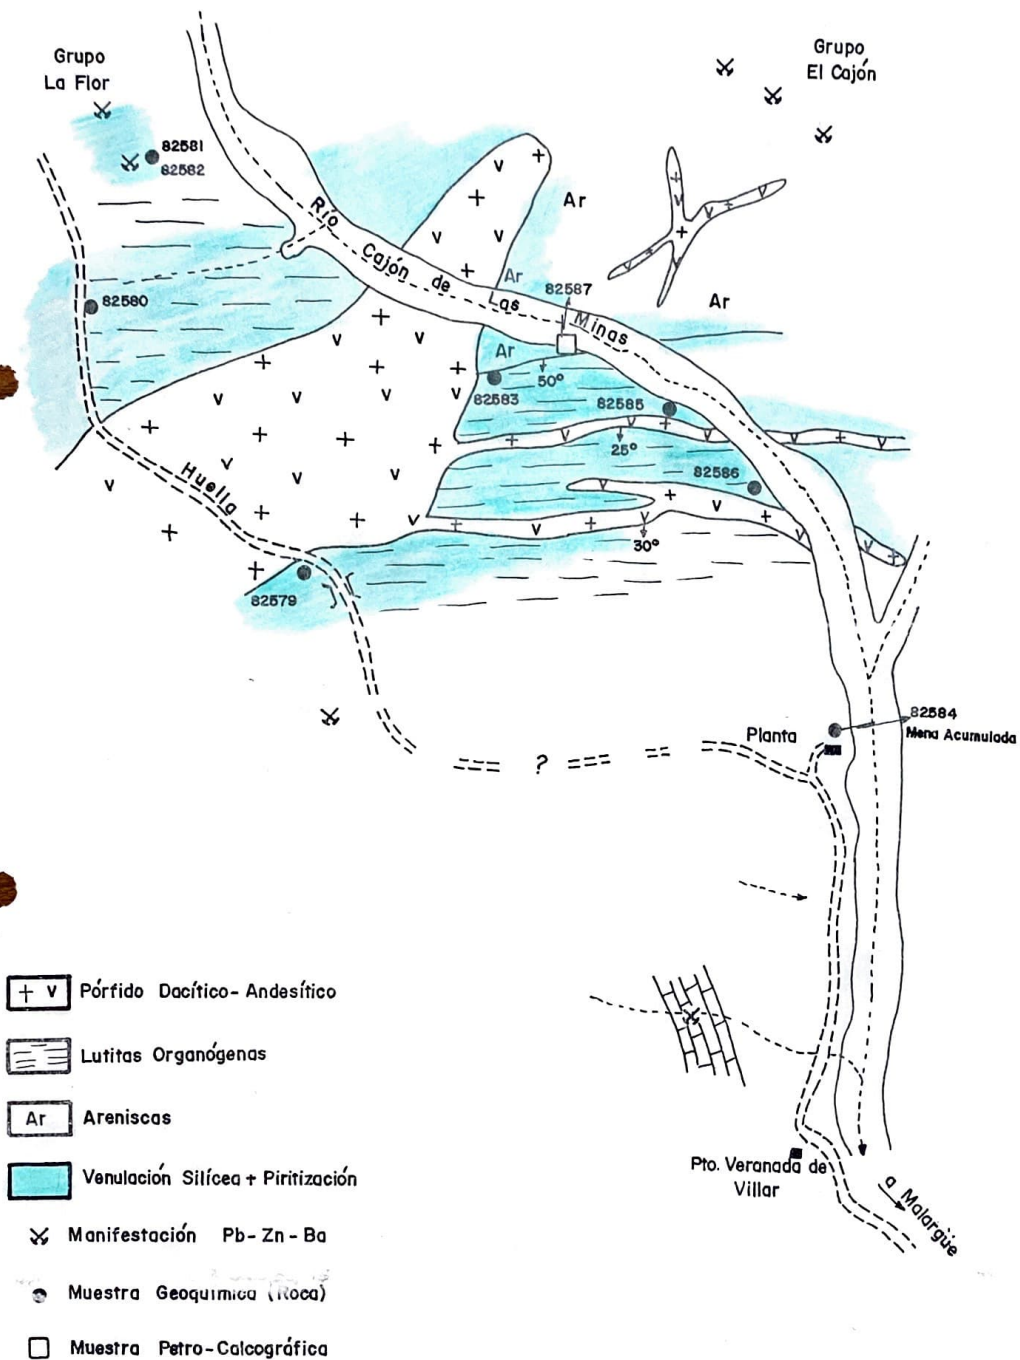 Grupo
La Flor
Grupo
El Cajón
82581
82582
Ar
Río Cajón de Las Minas
Ar
82587
Ar
82580
Ar
50°
82583
82585
25°
82586
Huella
30°
82579
82584
Mena Acumulada
Planta
?
Pto. Veranada de
Villar
a Malargüe
+ v Pórfido Dacítico-Andesítico
Lutitas Organógenas
Ar Areniscas
Venulación Silícea + Piritización
Manifestación Pb-Zn-Ba
Muestra Geoquímica (Roca)
Muestra Petro-Calcográfica